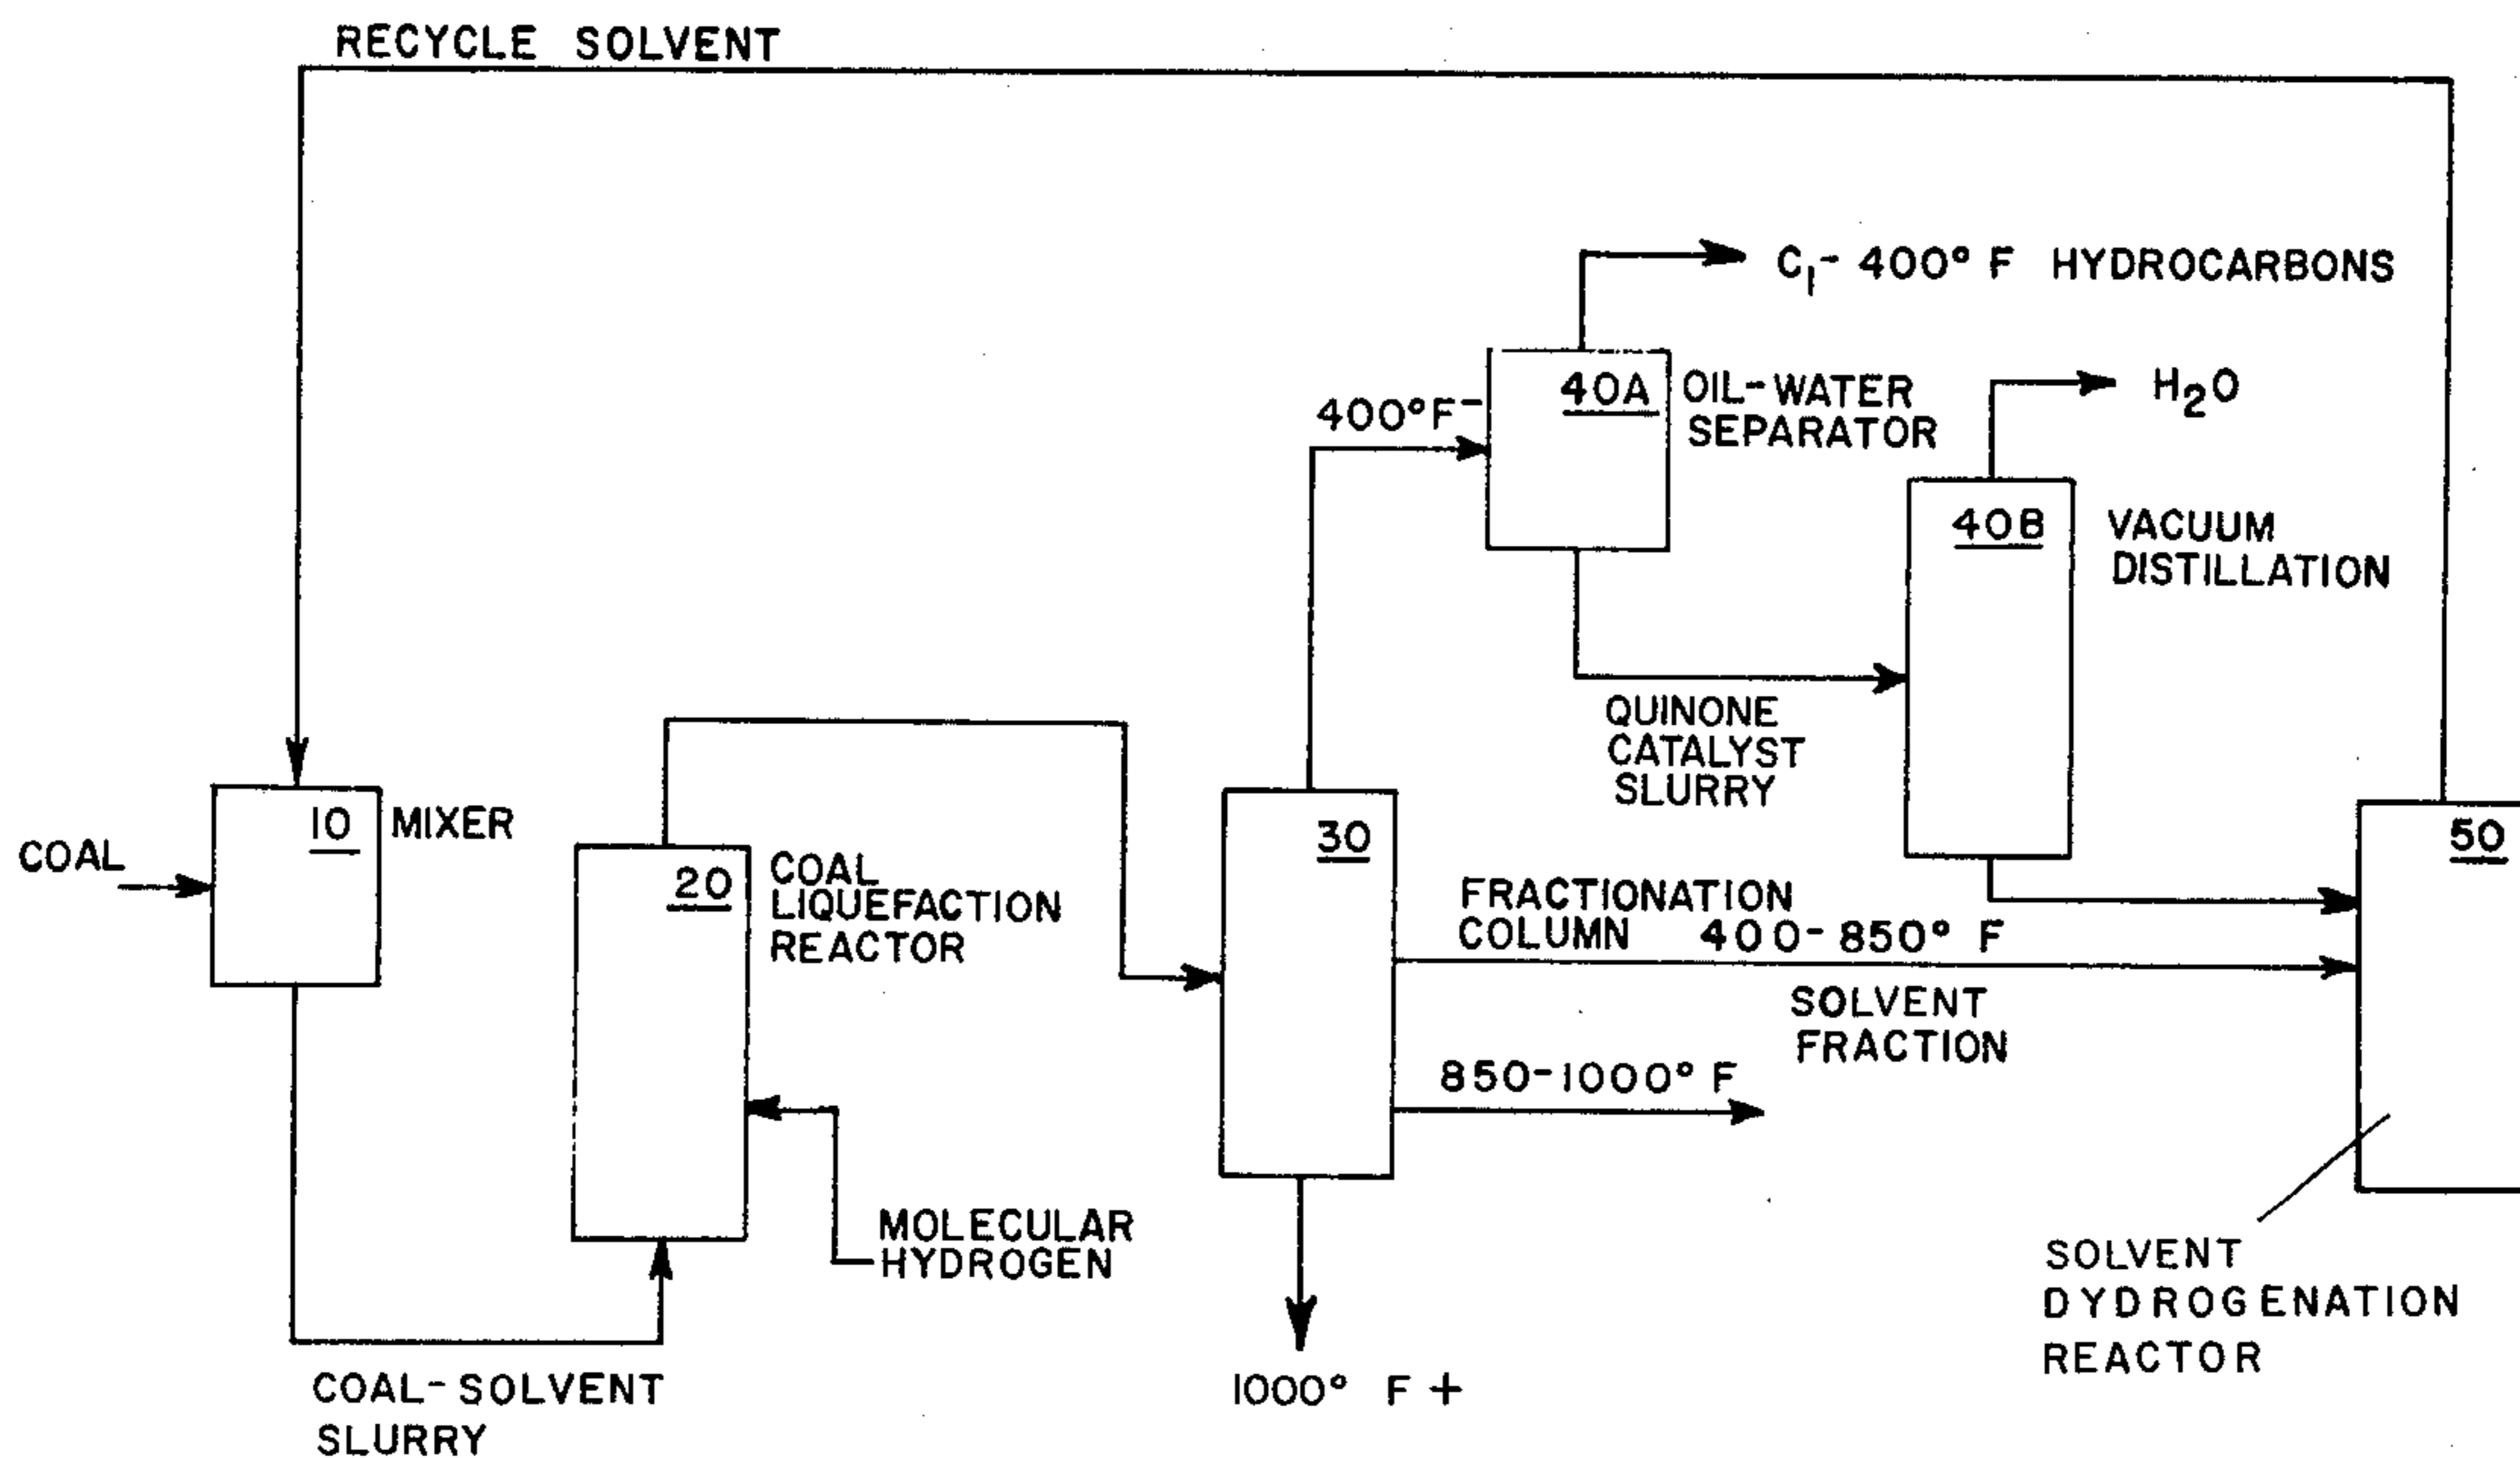 RECYCLE SOLVENT
C1- 400° F HYDROCARBONS
40A
OIL-WATER
SEPARATOR
400°F-
H2O
40B
VACUUM
DISTILLATION
QUINONE
CATALYST
SLURRY
10
MIXER
COAL
20
COAL
LIQUEFACTION
REACTOR
30
FRACTIONATION
COLUMN
400-850° F
SOLVENT
FRACTION
50
850-1000° F
MOLECULAR
HYDROGEN
SOLVENT
DYDROGENATION
REACTOR
COAL-SOLVENT
SLURRY
1000° F +